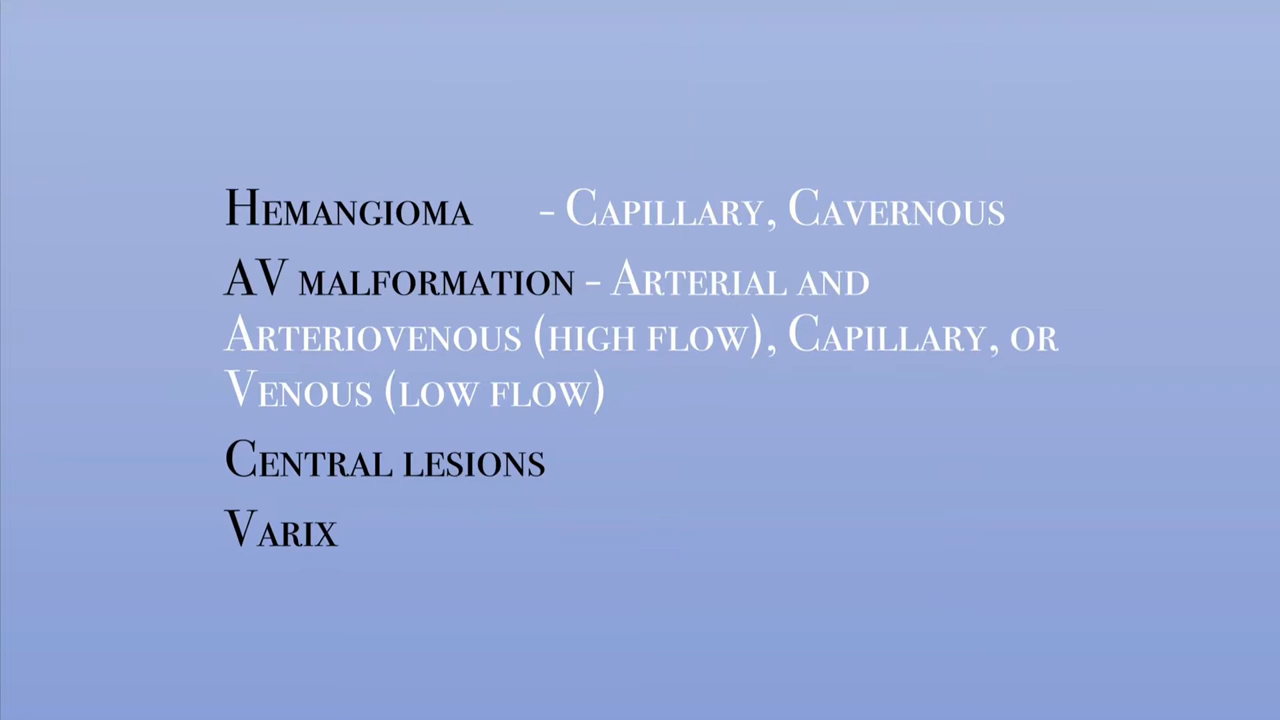 Hemangioma - Capillary, Cavernous
AV malformation - Arterial and
Arteriovenous (high flow), Capillary, or
Venous (low flow)
Central lesions
Varix